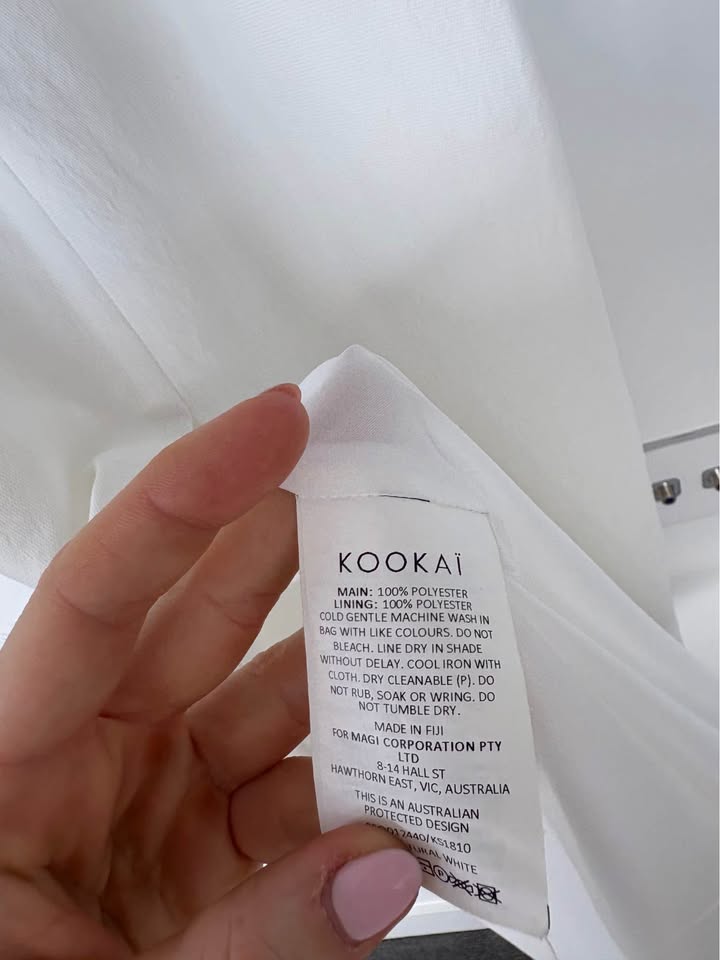 KOOKAÏ
MAIN: 100% POLYESTER
LINING: 100% POLYESTER
COLD GENTLE MACHINE WASH IN
BAG WITH LIKE COLOURS. DO NOT
BLEACH. LINE DRY IN SHADE
WITHOUT DELAY. COOL IRON WITH
CLOTH. DRY CLEANABLE (P). DO
NOT RUB, SOAK OR WRING. DO
NOT TUMBLE DRY.
MADE IN FIJI
FOR MAGI CORPORATION PTY
LTD
8-14 HALL ST
HAWTHORN EAST, VIC, AUSTRALIA
THIS IS AN AUSTRALIAN
PROTECTED DESIGN
WHITE